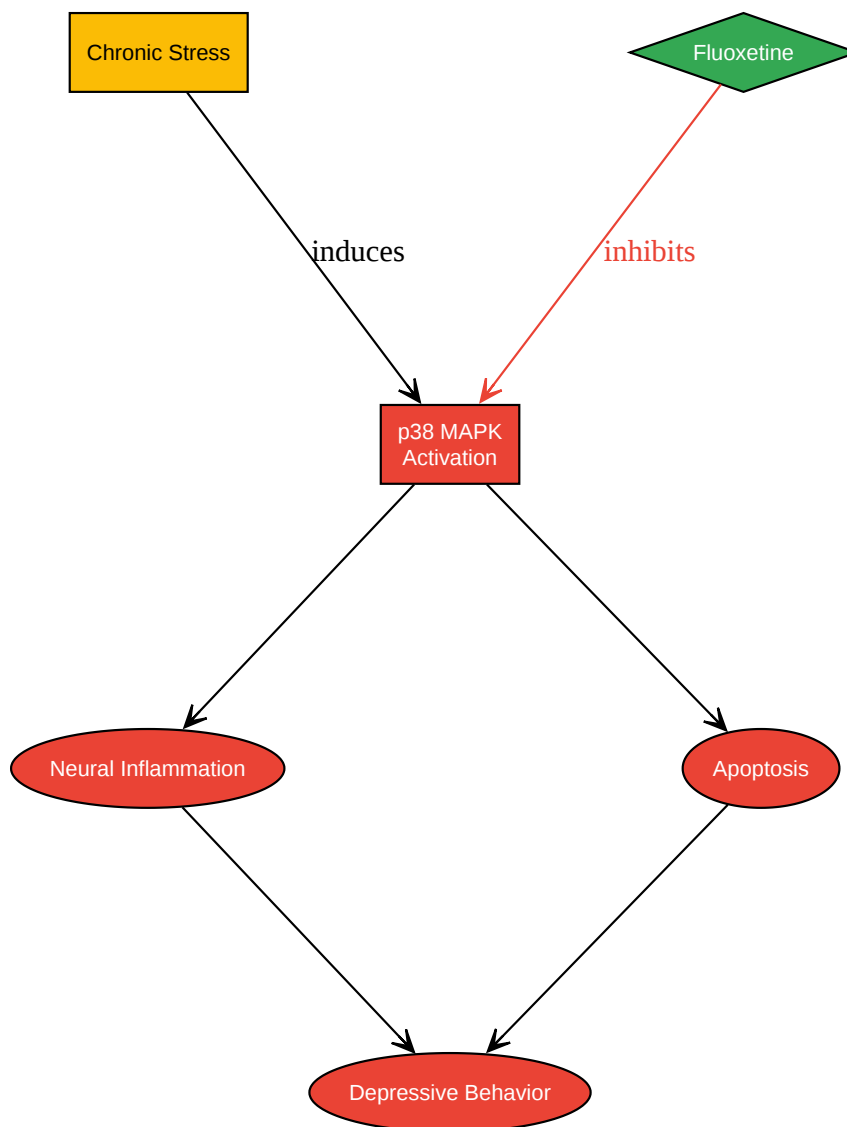 Chronic Stress
Fluoxetine
induces
inhibits
p38 MAPK
Activation
Neural Inflammation
Apoptosis
Depressive Behavior